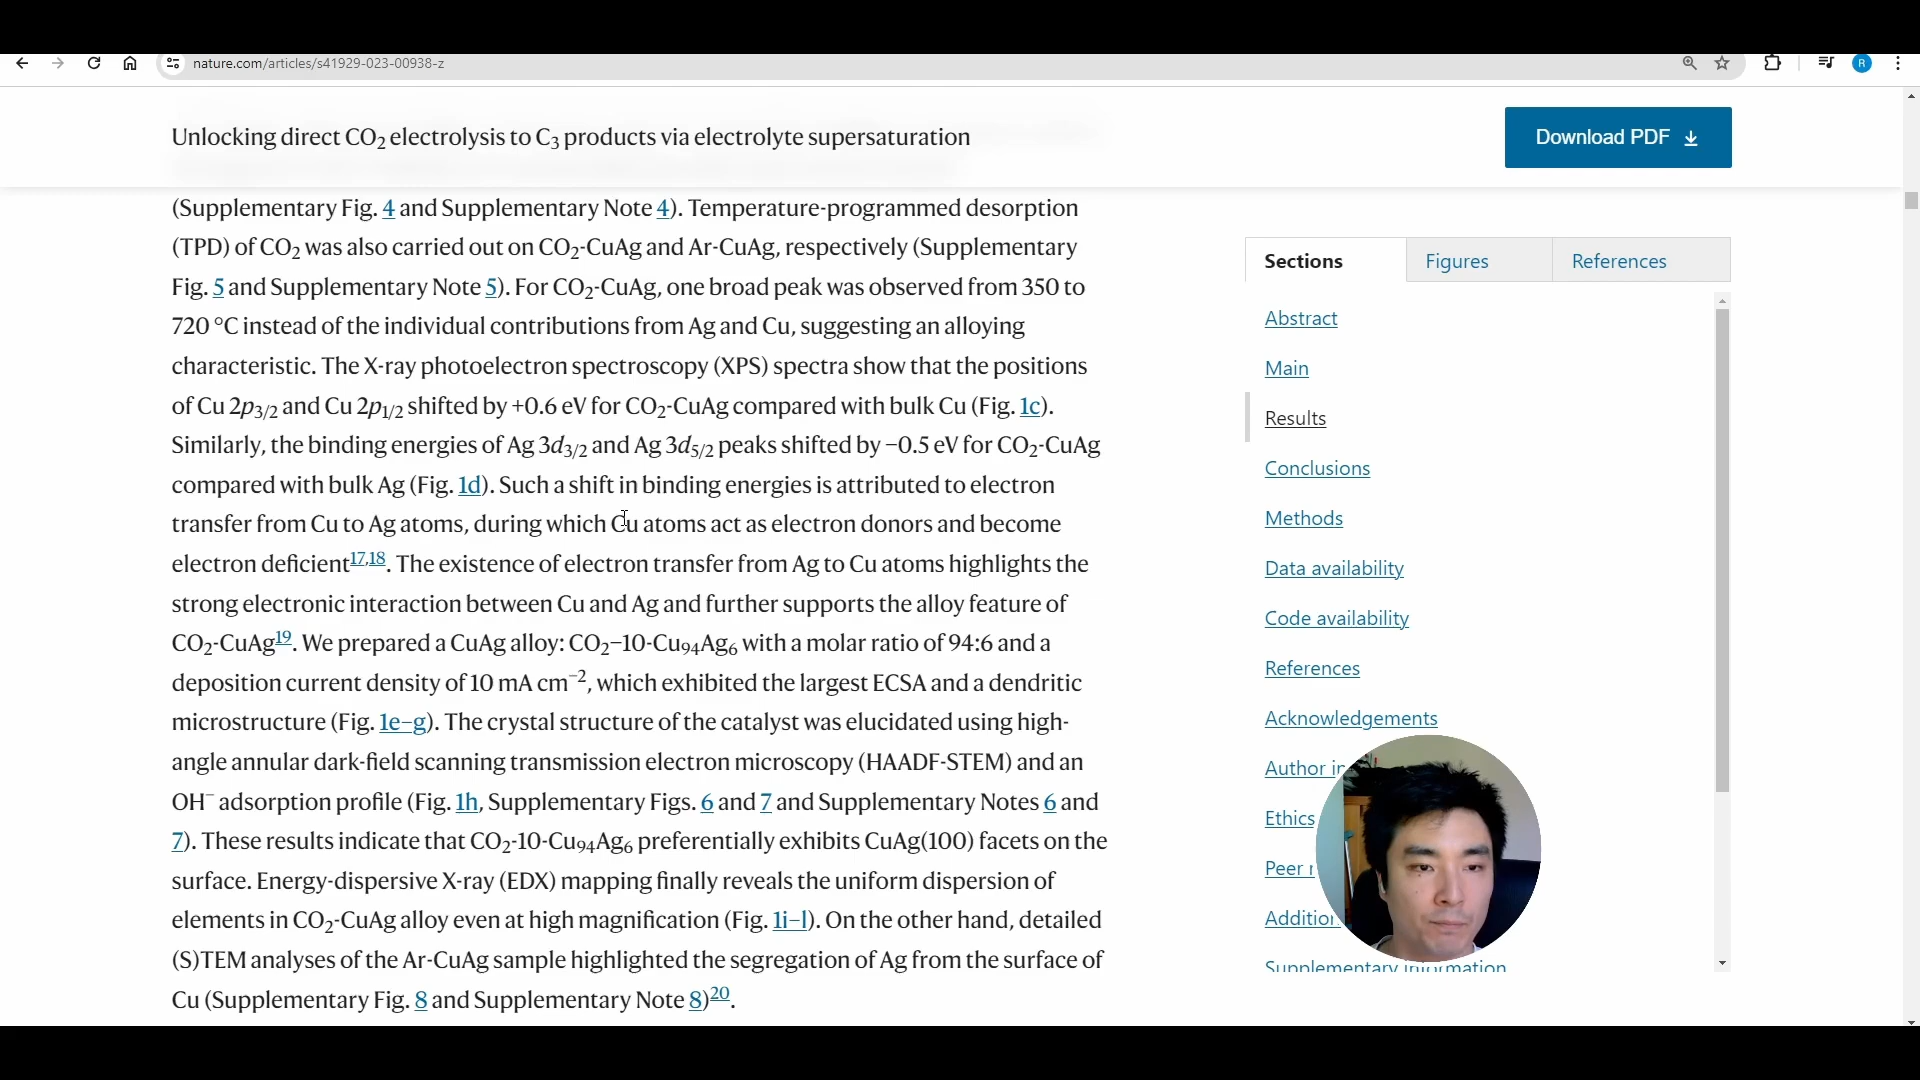 nature.com/articles/s41929-023-00938-z
R
Unlocking direct CO₂ electrolysis to C₃ products via electrolyte supersaturation
Download PDF
(Supplementary Fig. 4 and Supplementary Note 4). Temperature-programmed desorption
(TPD) of CO₂ was also carried out on CO₂-CuAg and Ar-CuAg, respectively (Supplementary
Fig. 5 and Supplementary Note 5). For CO₂-CuAg, one broad peak was observed from 350 to
720 °C instead of the individual contributions from Ag and Cu, suggesting an alloying
characteristic. The X-ray photoelectron spectroscopy (XPS) spectra show that the positions
of Cu 2p3/2 and Cu 2p1/2 shifted by +0.6 eV for CO₂-CuAg compared with bulk Cu (Fig. 1c).
Similarly, the binding energies of Ag 3d3/2 and Ag 3d5/2 peaks shifted by −0.5 eV for CO₂-CuAg
compared with bulk Ag (Fig. 1d). Such a shift in binding energies is attributed to electron
transfer from Cu to Ag atoms, during which Cu atoms act as electron donors and become
electron deficient17,18. The existence of electron transfer from Ag to Cu atoms highlights the
strong electronic interaction between Cu and Ag and further supports the alloy feature of
CO₂-CuAg19. We prepared a CuAg alloy: CO₂−10-Cu₉₄Ag₆ with a molar ratio of 94:6 and a
deposition current density of 10 mA cm⁻², which exhibited the largest ECSA and a dendritic
microstructure (Fig. 1e–g). The crystal structure of the catalyst was elucidated using high-
angle annular dark-field scanning transmission electron microscopy (HAADF-STEM) and an
OH⁻ adsorption profile (Fig. 1h, Supplementary Figs. 6 and 7 and Supplementary Notes 6 and
7). These results indicate that CO₂-10-Cu₉₄Ag₆ preferentially exhibits CuAg(100) facets on the
surface. Energy-dispersive X-ray (EDX) mapping finally reveals the uniform dispersion of
elements in CO₂-CuAg alloy even at high magnification (Fig. 1i–l). On the other hand, detailed
(S)TEM analyses of the Ar-CuAg sample highlighted the segregation of Ag from the surface of
Cu (Supplementary Fig. 8 and Supplementary Note 8)20.
Sections
Figures
References
Abstract
Main
Results
Conclusions
Methods
Data availability
Code availability
References
Acknowledgements
Author in
Ethics
Peer r
Addition
Supplementary information